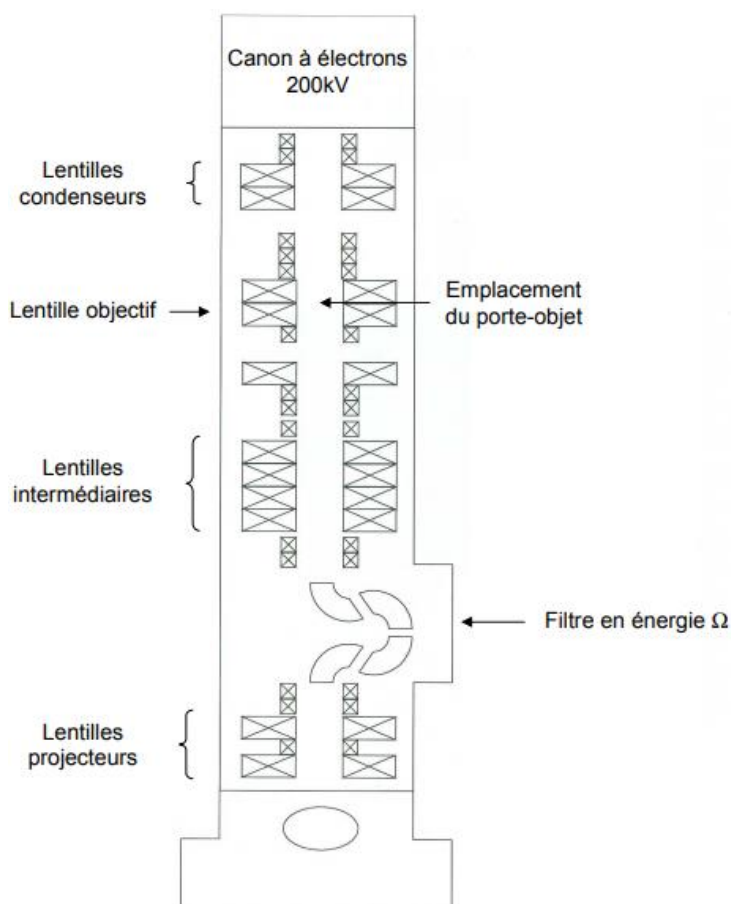 Canon à électrons
200kV
Lentilles
condenseurs
Lentille objectif
Emplacement
du porte-objet
Lentilles
intermédiaires
Filtre en énergie Ω
Lentilles
projecteurs